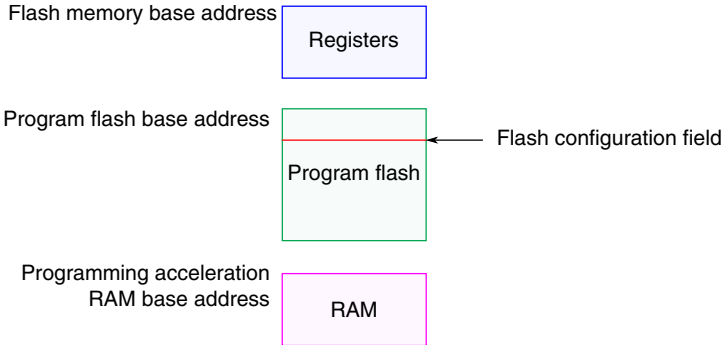 Flash memory base address
Registers
Program flash base address
Flash configuration field
Program flash
Programming acceleration
RAM base address
RAM